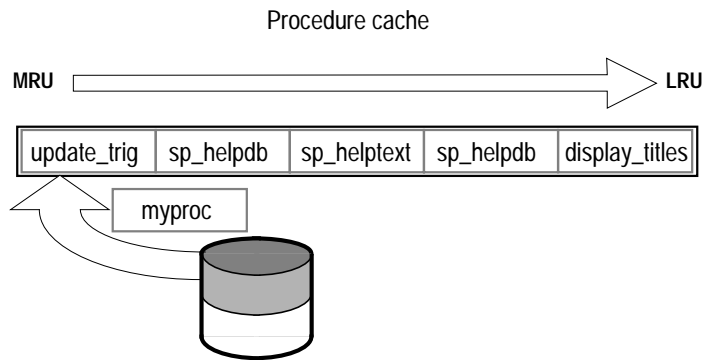 Procedure cache
MRU LRU
update_trig sp_helpdb sp_helptext sp_helpdb display_titles
myproc